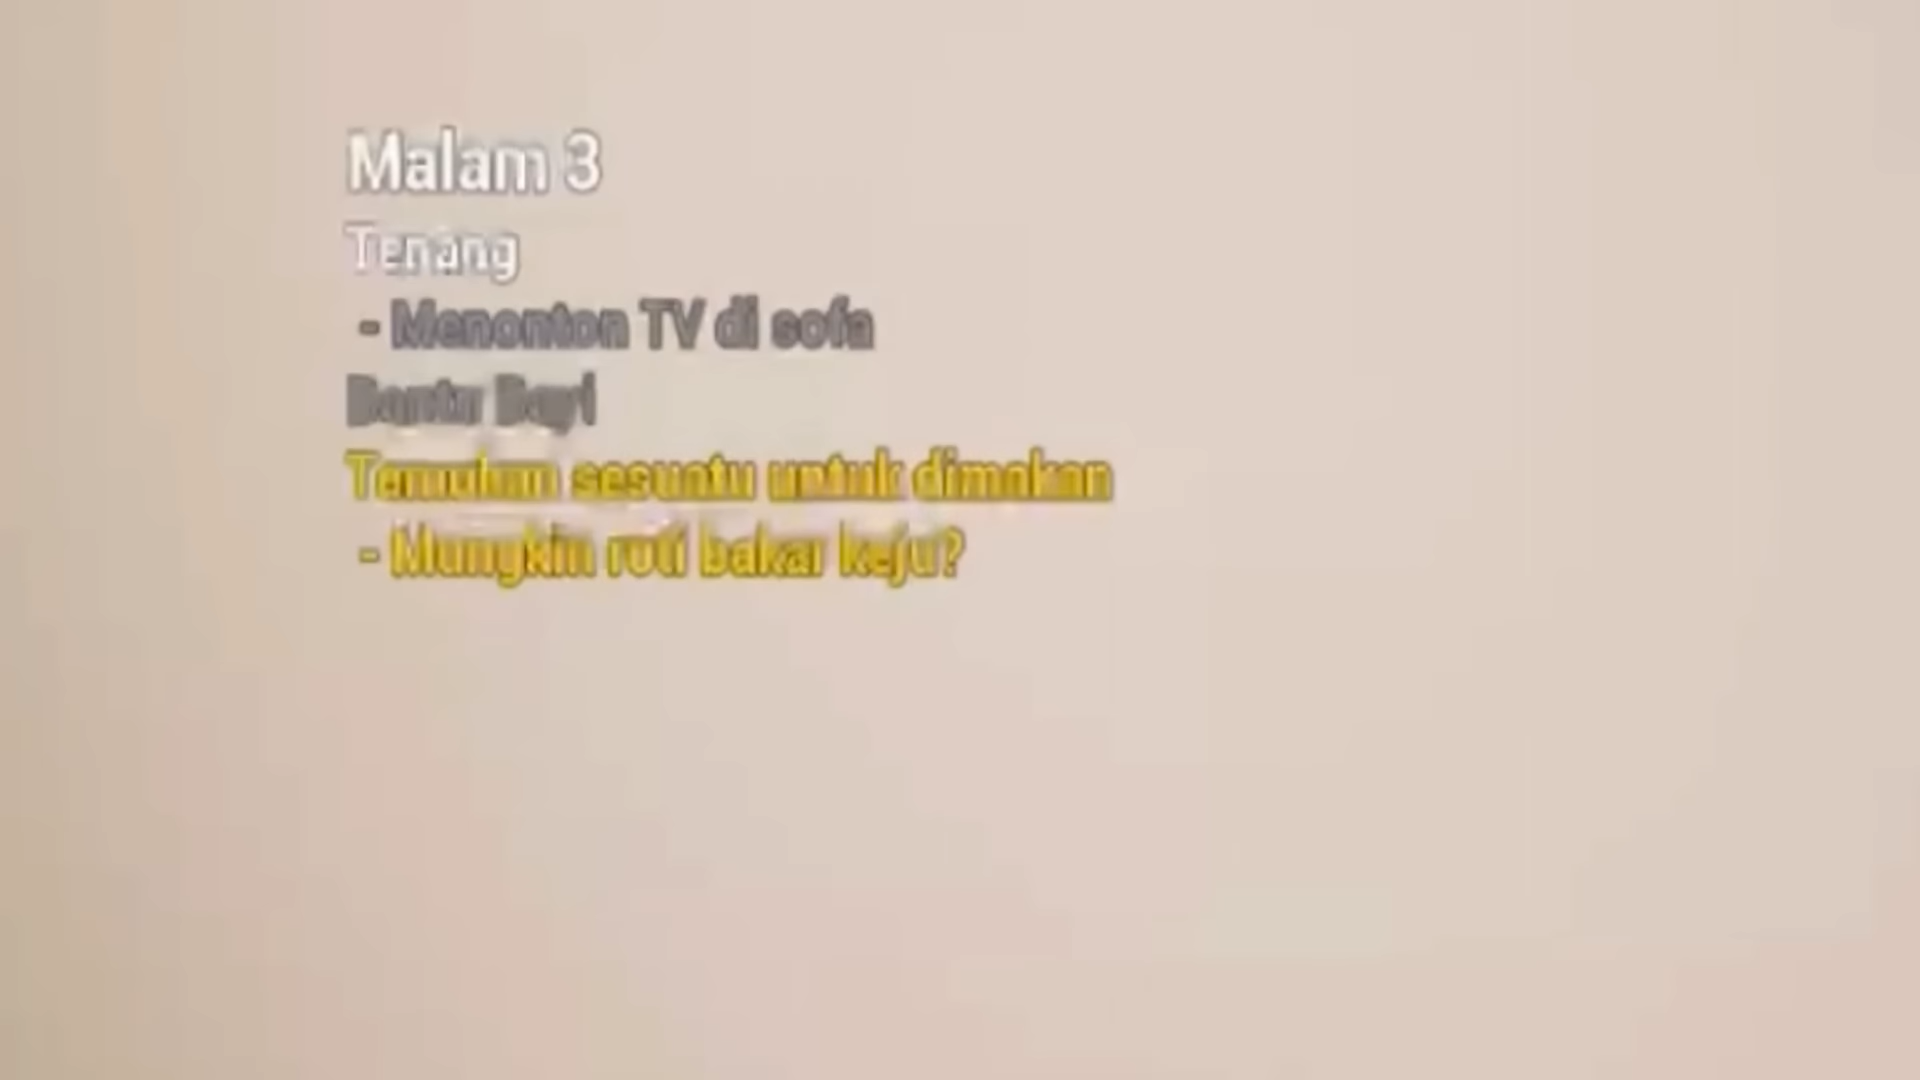 Malam 3
Tenang
- Menonton TV di sofa
Bantu Bayi
Temukan sesuatu untuk dimakan
- Mungkin roti bakar keju?